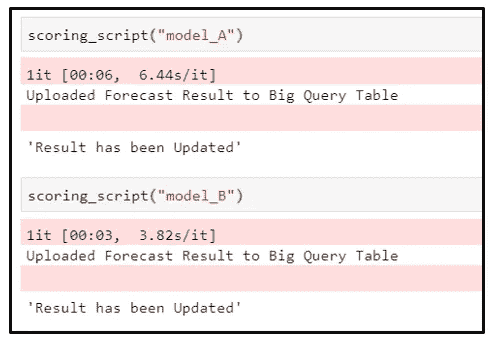 scoring_script("model_A")
1it [00:06,  6.44s/it]
Uploaded Forecast Result to Big Query Table
'Result has been Updated'
scoring_script("model_B")
1it [00:03,  3.82s/it]
Uploaded Forecast Result to Big Query Table
'Result has been Updated'